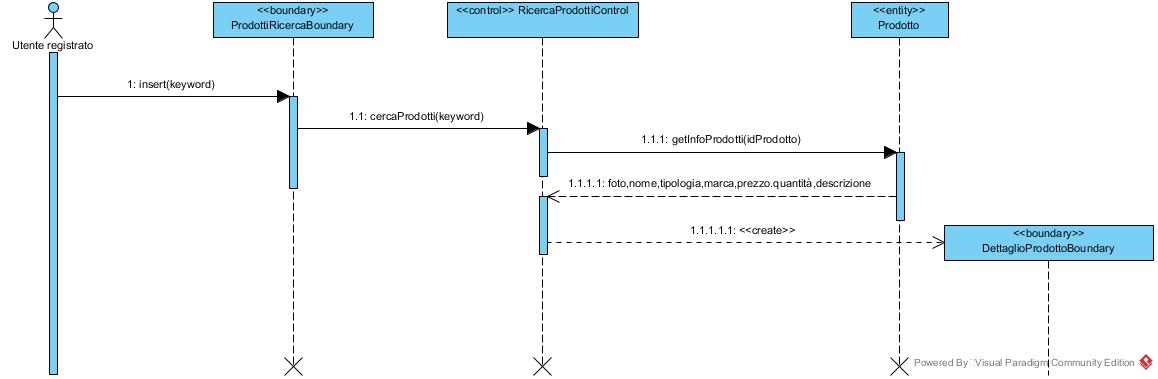 Utente registrato
<<boundary>>
ProdottiRicercaBoundary
<<control>> RicercaProdottiControl
<<entity>>
Prodotto
1: insert(keyword)
1.1: cercaProdotti(keyword)
1.1.1: getInfoProdotti(idProdotto)
1.1.1.1: foto,nome,tipologia,marca,prezzo.quantità,descrizione
1.1.1.1.1: <<create>>
<<boundary>>
DettaglioProdottoBoundary
Powered By Visual Paradigm Community Edition